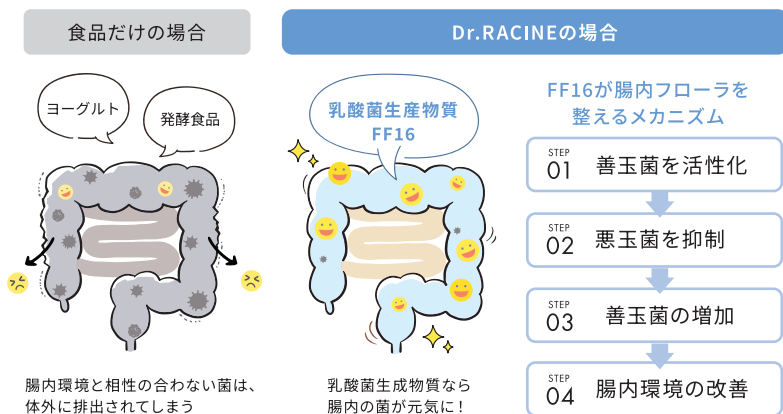 食品だけの場合
ヨーグルト
発酵食品
腸内環境と相性の合わない菌は、
体外に排出されてしまう
Dr.RACINEの場合
乳酸菌生産物質
FF16
乳酸菌生成物質なら
腸内の菌が元気に!
FF16が腸内フローラを
整えるメカニズム
STEP
01 善玉菌を活性化
STEP
02 悪玉菌を抑制
STEP
03 善玉菌の増加
STEP
04 腸内環境の改善